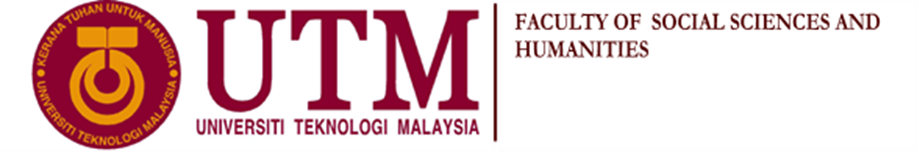 KERANA TUHAN UNTUK MANUSIA
UNIVERSITI TEKNOLOGI MALAYSIA
UTM
UNIVERSITI TEKNOLOGI MALAYSIA
FACULTY OF SOCIAL SCIENCES AND
HUMANITIES